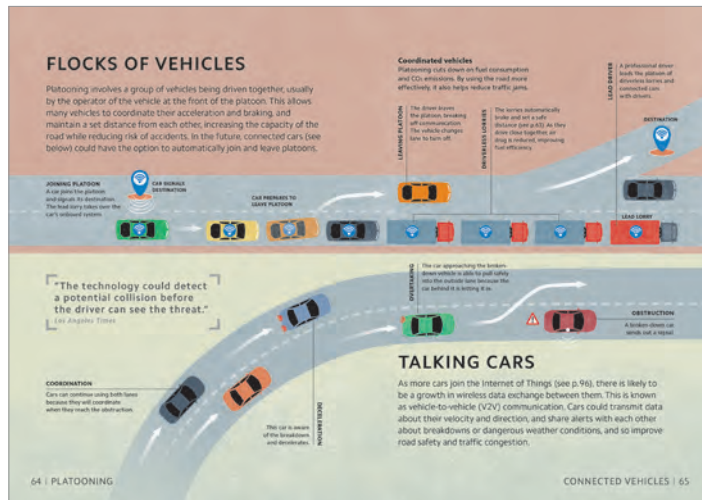 FLOCKS OF VEHICLES
Platooning involves a group of vehicles being driven together, usually
by the operator of the vehicle at the front of the platoon. This allows
many vehicles to coordinate their acceleration and braking, and
maintain a set distance from each other, increasing the capacity of the
road while reducing risk of accidents. In the future, connected cars (see
below) could have the option to automatically join and leave platoons.
Coordinated vehicles
Platooning cuts down on fuel consumption
and CO₂ emissions. By using the road more
effectively, it also helps reduce traffic jams.
LEAD DRIVER
A professional driver
leads the platoon of
driverless lorries and
connected cars
with drivers.
LEAVING PLATOON
The driver leaves
the platoon, breaking
off communication.
The vehicle changes
lane to turn off.
DRIVERLESS LORRIES
The lorries automatically
brake and set a safe
distance (see p.63). As they
drive close together, air
drag is reduced, improving
fuel efficiency.
DESTINATION
JOINING PLATOON
A car joins the platoon
and signals its destination.
The lead lorry takes over the
car's onboard system.
CAR SIGNALS
DESTINATION
CAR PREPARES TO
LEAVE PLATOON
LEAD LORRY
"The technology could detect
a potential collision before
the driver can see the threat."
Los Angeles Times
OVERTAKING
The car approaching the broken-
down vehicle is able to pull safely
into the outside lane because the
car behind it is letting it in.
OBSTRUCTION
A broken-down car
sends out a signal.
COORDINATION
Cars can continue using both lanes
because they will coordinate
when they reach the obstruction.
DECELERATION
This car is aware
of the breakdown
and decelerates.
TALKING CARS
As more cars join the Internet of Things (see p.96), there is likely to
be a growth in wireless data exchange between them. This is known
as vehicle-to-vehicle (V2V) communication. Cars could transmit data
about their velocity and direction, and share alerts with each other
about breakdowns or dangerous weather conditions, and so improve
road safety and traffic congestion.
64 | PLATOONING
CONNECTED VEHICLES | 65